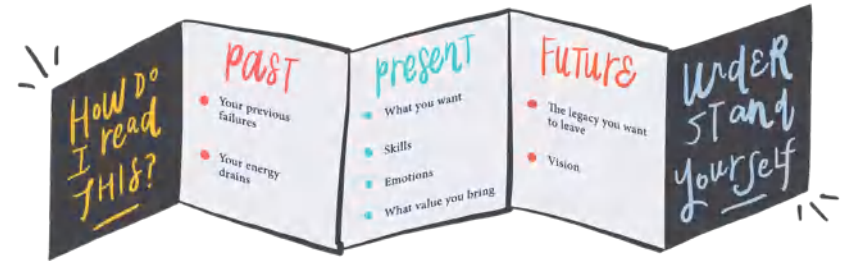 HOW DO
I read
THIS?
PAST
Your previous
failures
Your energy
drains
present
What you want
Skills
Emotions
What value you bring
FUTURE
The legacy you want
to leave
Vision
UNdER
STand
YourSelf